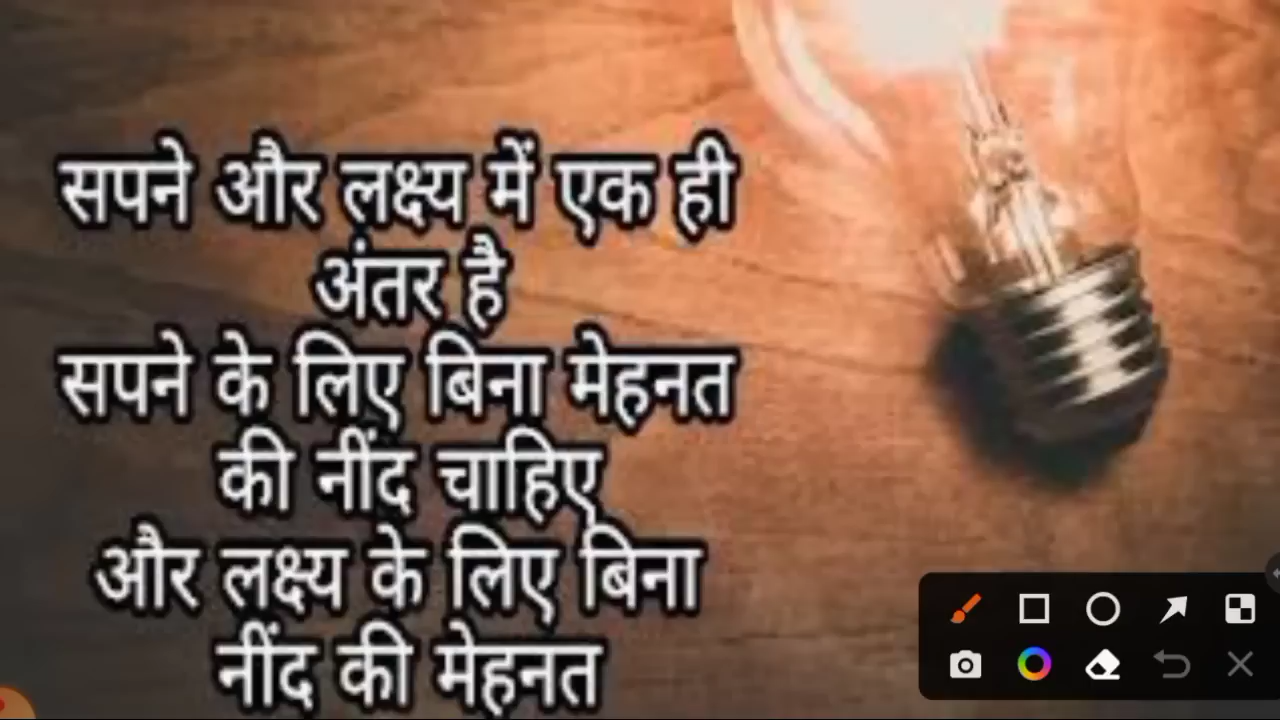 सपने और लक्ष्य में एक ही
अंतर है
सपने के लिए बिना मेहनत
की नींद चाहिए
और लक्ष्य के लिए बिना
नींद की मेहनत